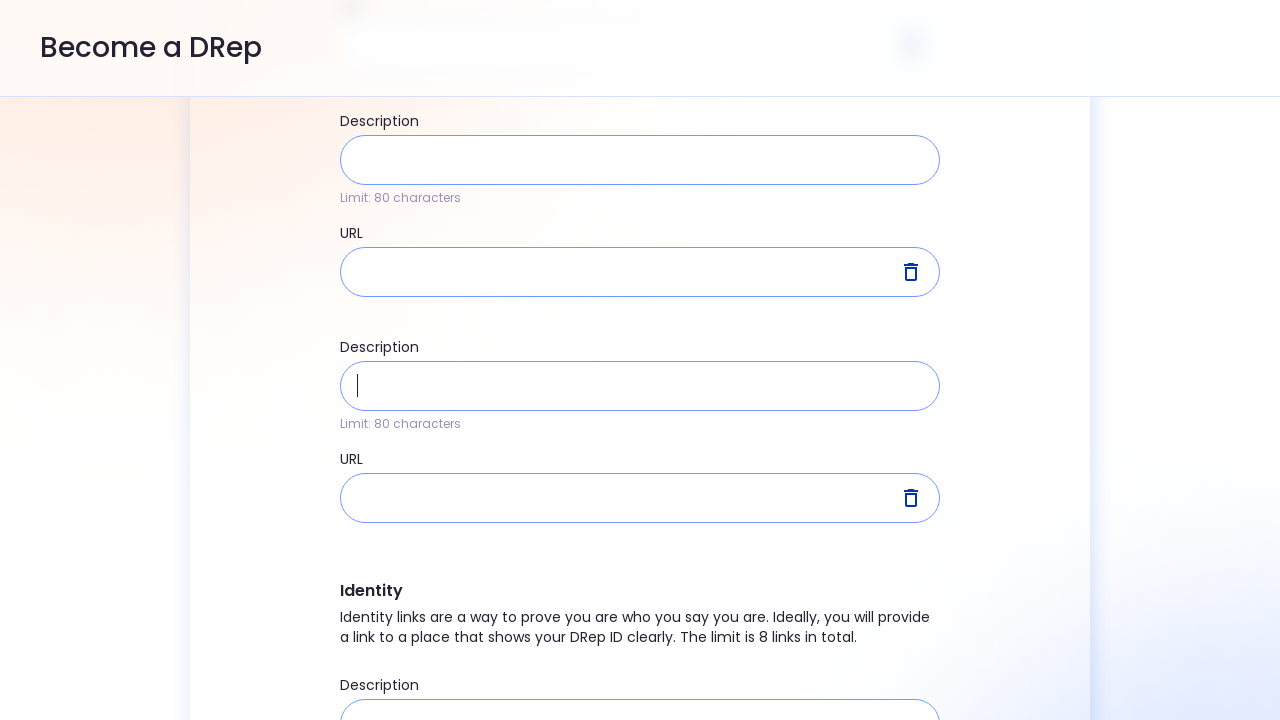 Become a DRep
Description
Limit: 80 characters
URL
Description
Limit: 80 characters
URL
Identity
Identity links are a way to prove you are who you say you are. Ideally, you will provide
a link to a place that shows your DRep ID clearly. The limit is 8 links in total.
Description